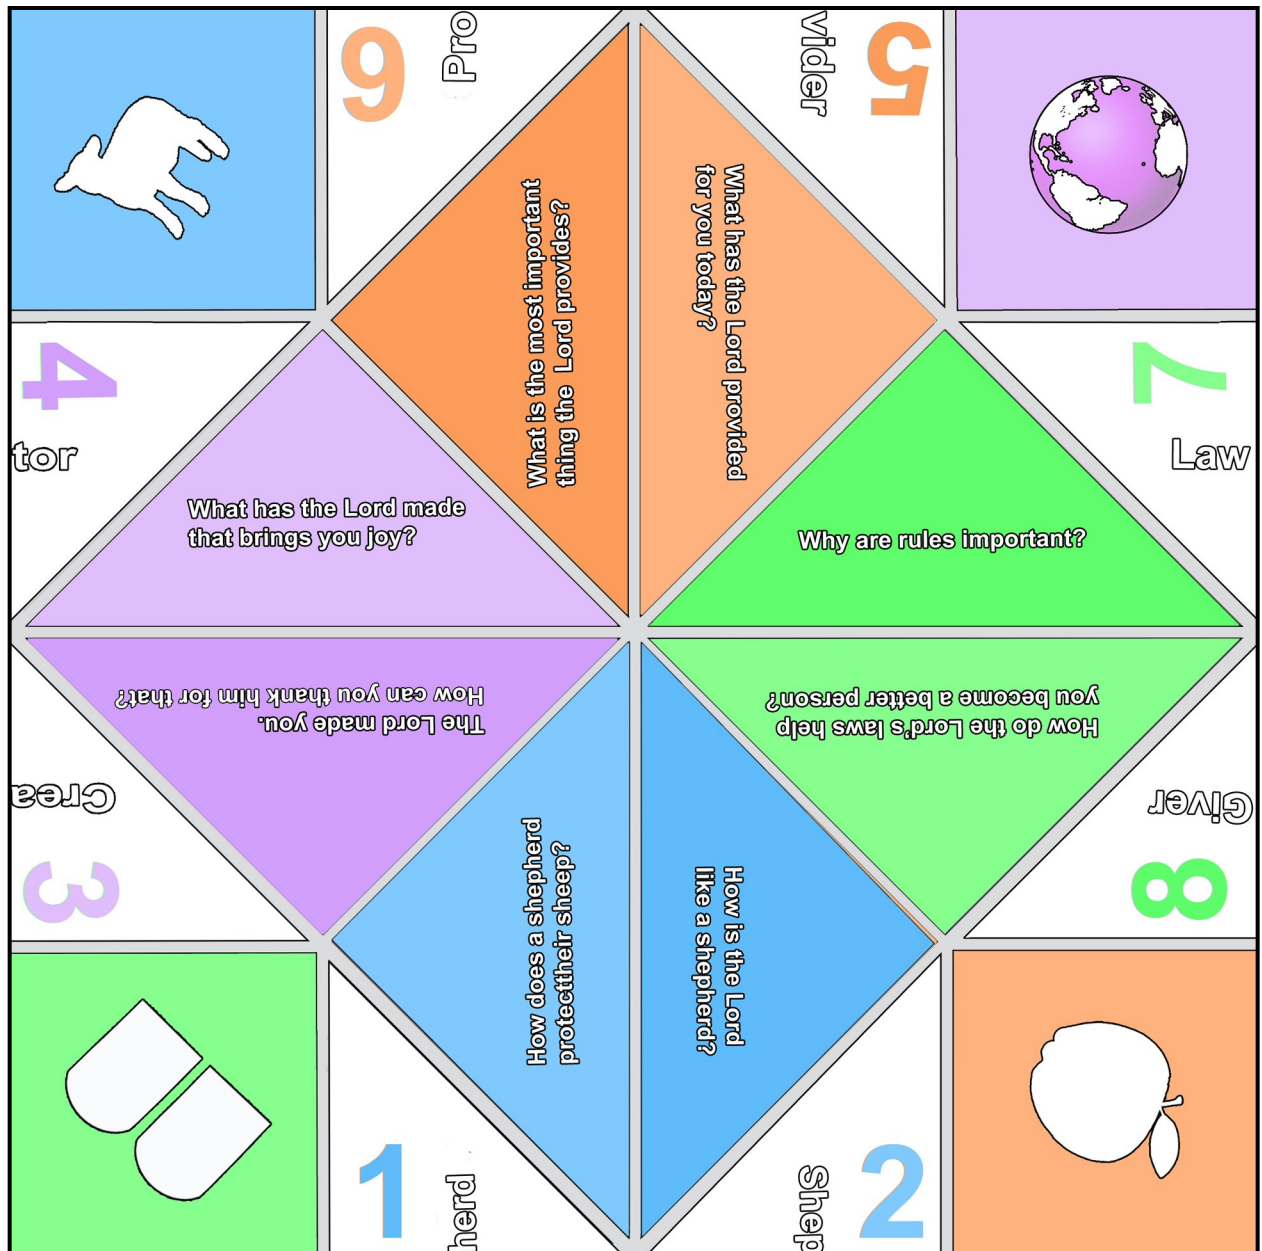 6
Pro
vider
5
What is the most important
thing the Lord provides?
What has the Lord provided
for you today?
4
tor
7
Law
What has the Lord made
that brings you joy?
Why are rules important?
The Lord made you.
How can you thank him for that?
How do the Lord's laws help
you become a better person?
Crea
3
Giver
8
How does a shepherd
protecttheir sheep?
How is the Lord
like a shepherd?
1
herd
Shep
2